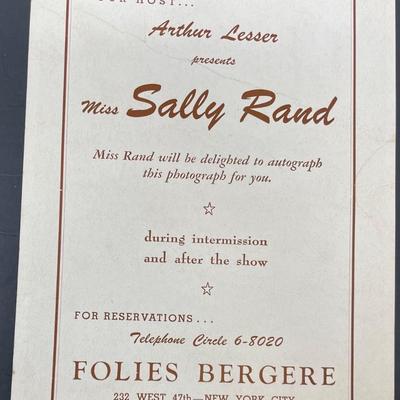 HOST...
Arthur Lesser
presents
Miss Sally Rand
Miss Rand will be delighted to autograph
this photograph for you.
☆
during intermission
and after the show
☆
FOR RESERVATIONS...
Telephone Circle 6-8020
FOLIES BERGERE
232 WEST 47th—NEW YORK CITY